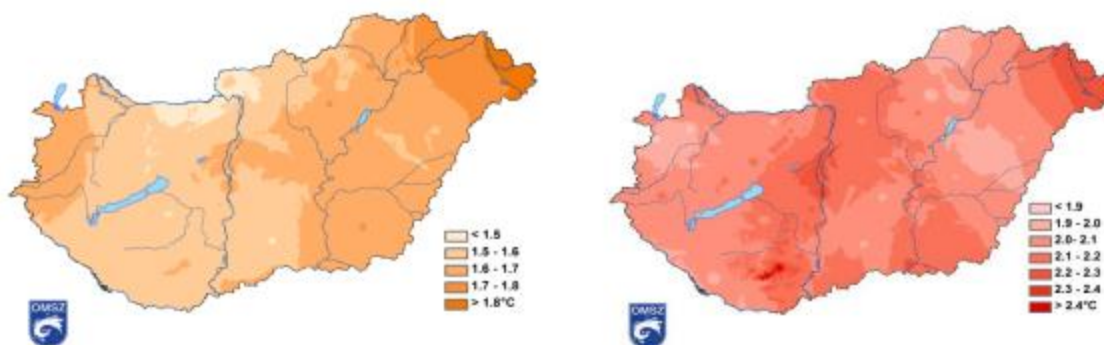 < 1.5
1.5 - 1.6
1.6 - 1.7
1.7 - 1.8
> 1.8°C
OMSZ
< 1.9
1.9 - 2.0
2.0- 2.1
2.1 - 2.2
2.2 - 2.3
2.3 - 2.4
> 2.4°C
OMSZ